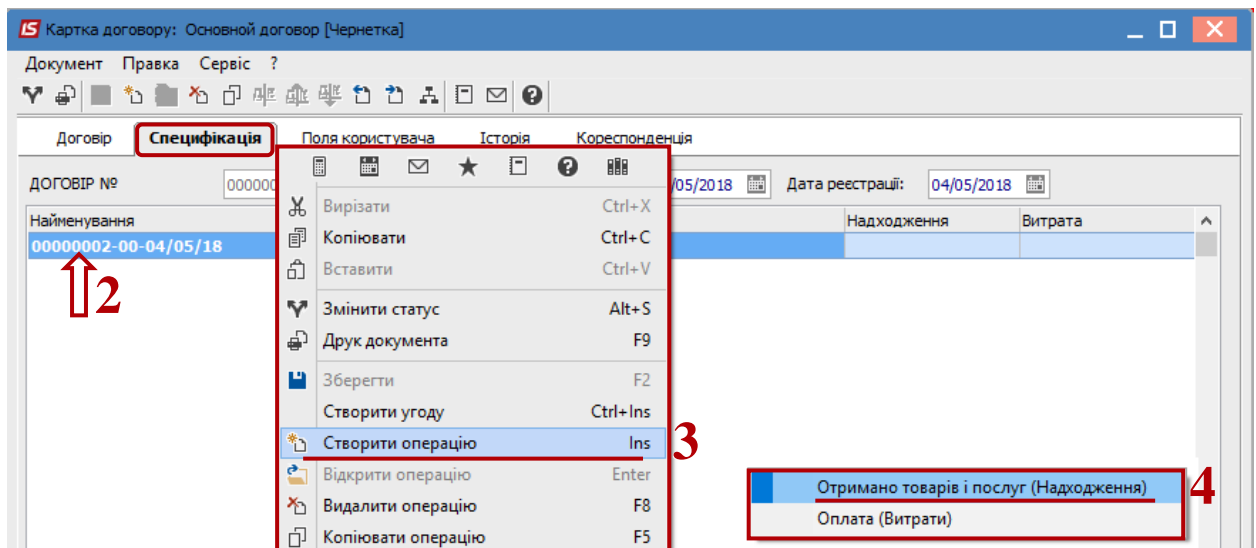 IS Картка договору: Основной договор [Чернетка]
Документ Правка Сервіс ?
Договір Специфікація Поля користувача Історія Кореспонденція
ДОГОВІР № 000000 /05/2018 Дата реєстрації: 04/05/2018
Найменування Надходження Витрата
00000002-00-04/05/18
2
Вирізати Ctrl+X
Копіювати Ctrl+C
Вставити Ctrl+V
Змінити статус Alt+S
Друк документа F9
Зберегти F2
Створити угоду Ctrl+Ins
Створити операцію Ins
3
Відкрити операцію Enter
Видалити операцію F8
Копіювати операцію F5
Отримано товарів і послуг (Надходження)
4
Оплата (Витрати)